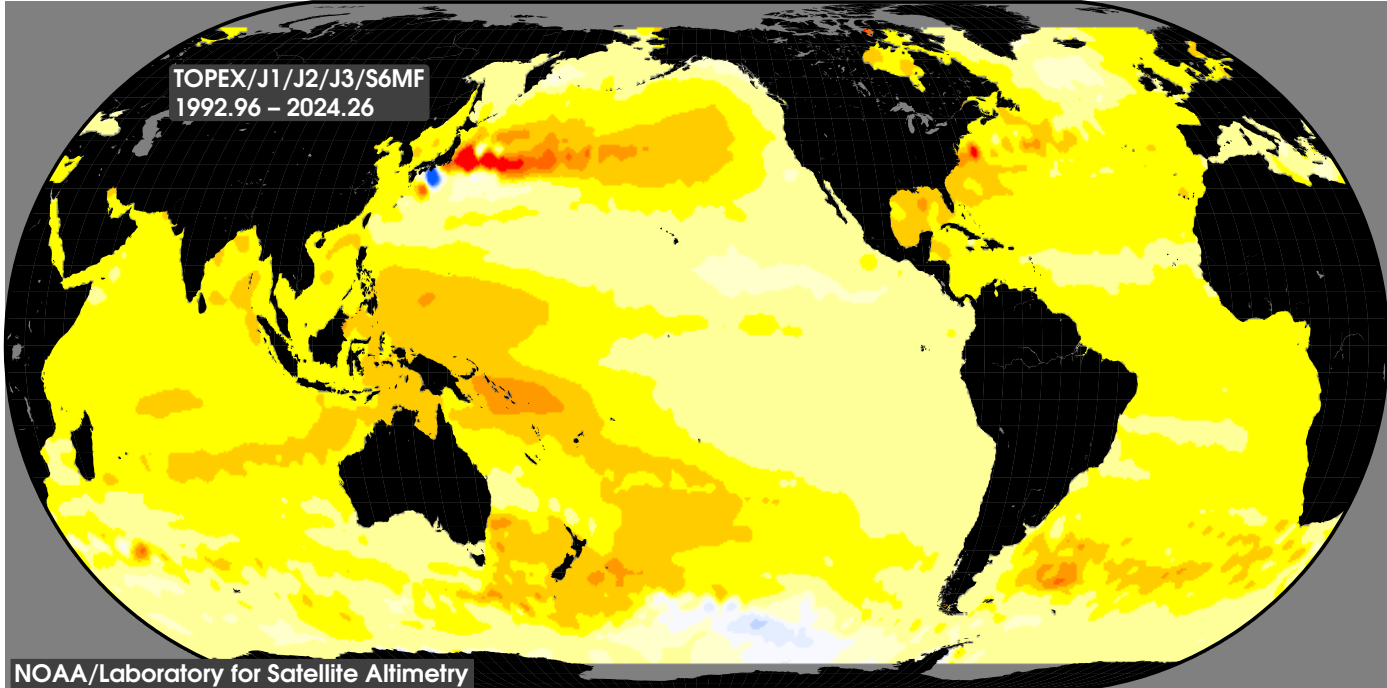 TOPEX/J1/J2/J3/S6MF
1992.96 – 2024.26
NOAA/Laboratory for Satellite Altimetry